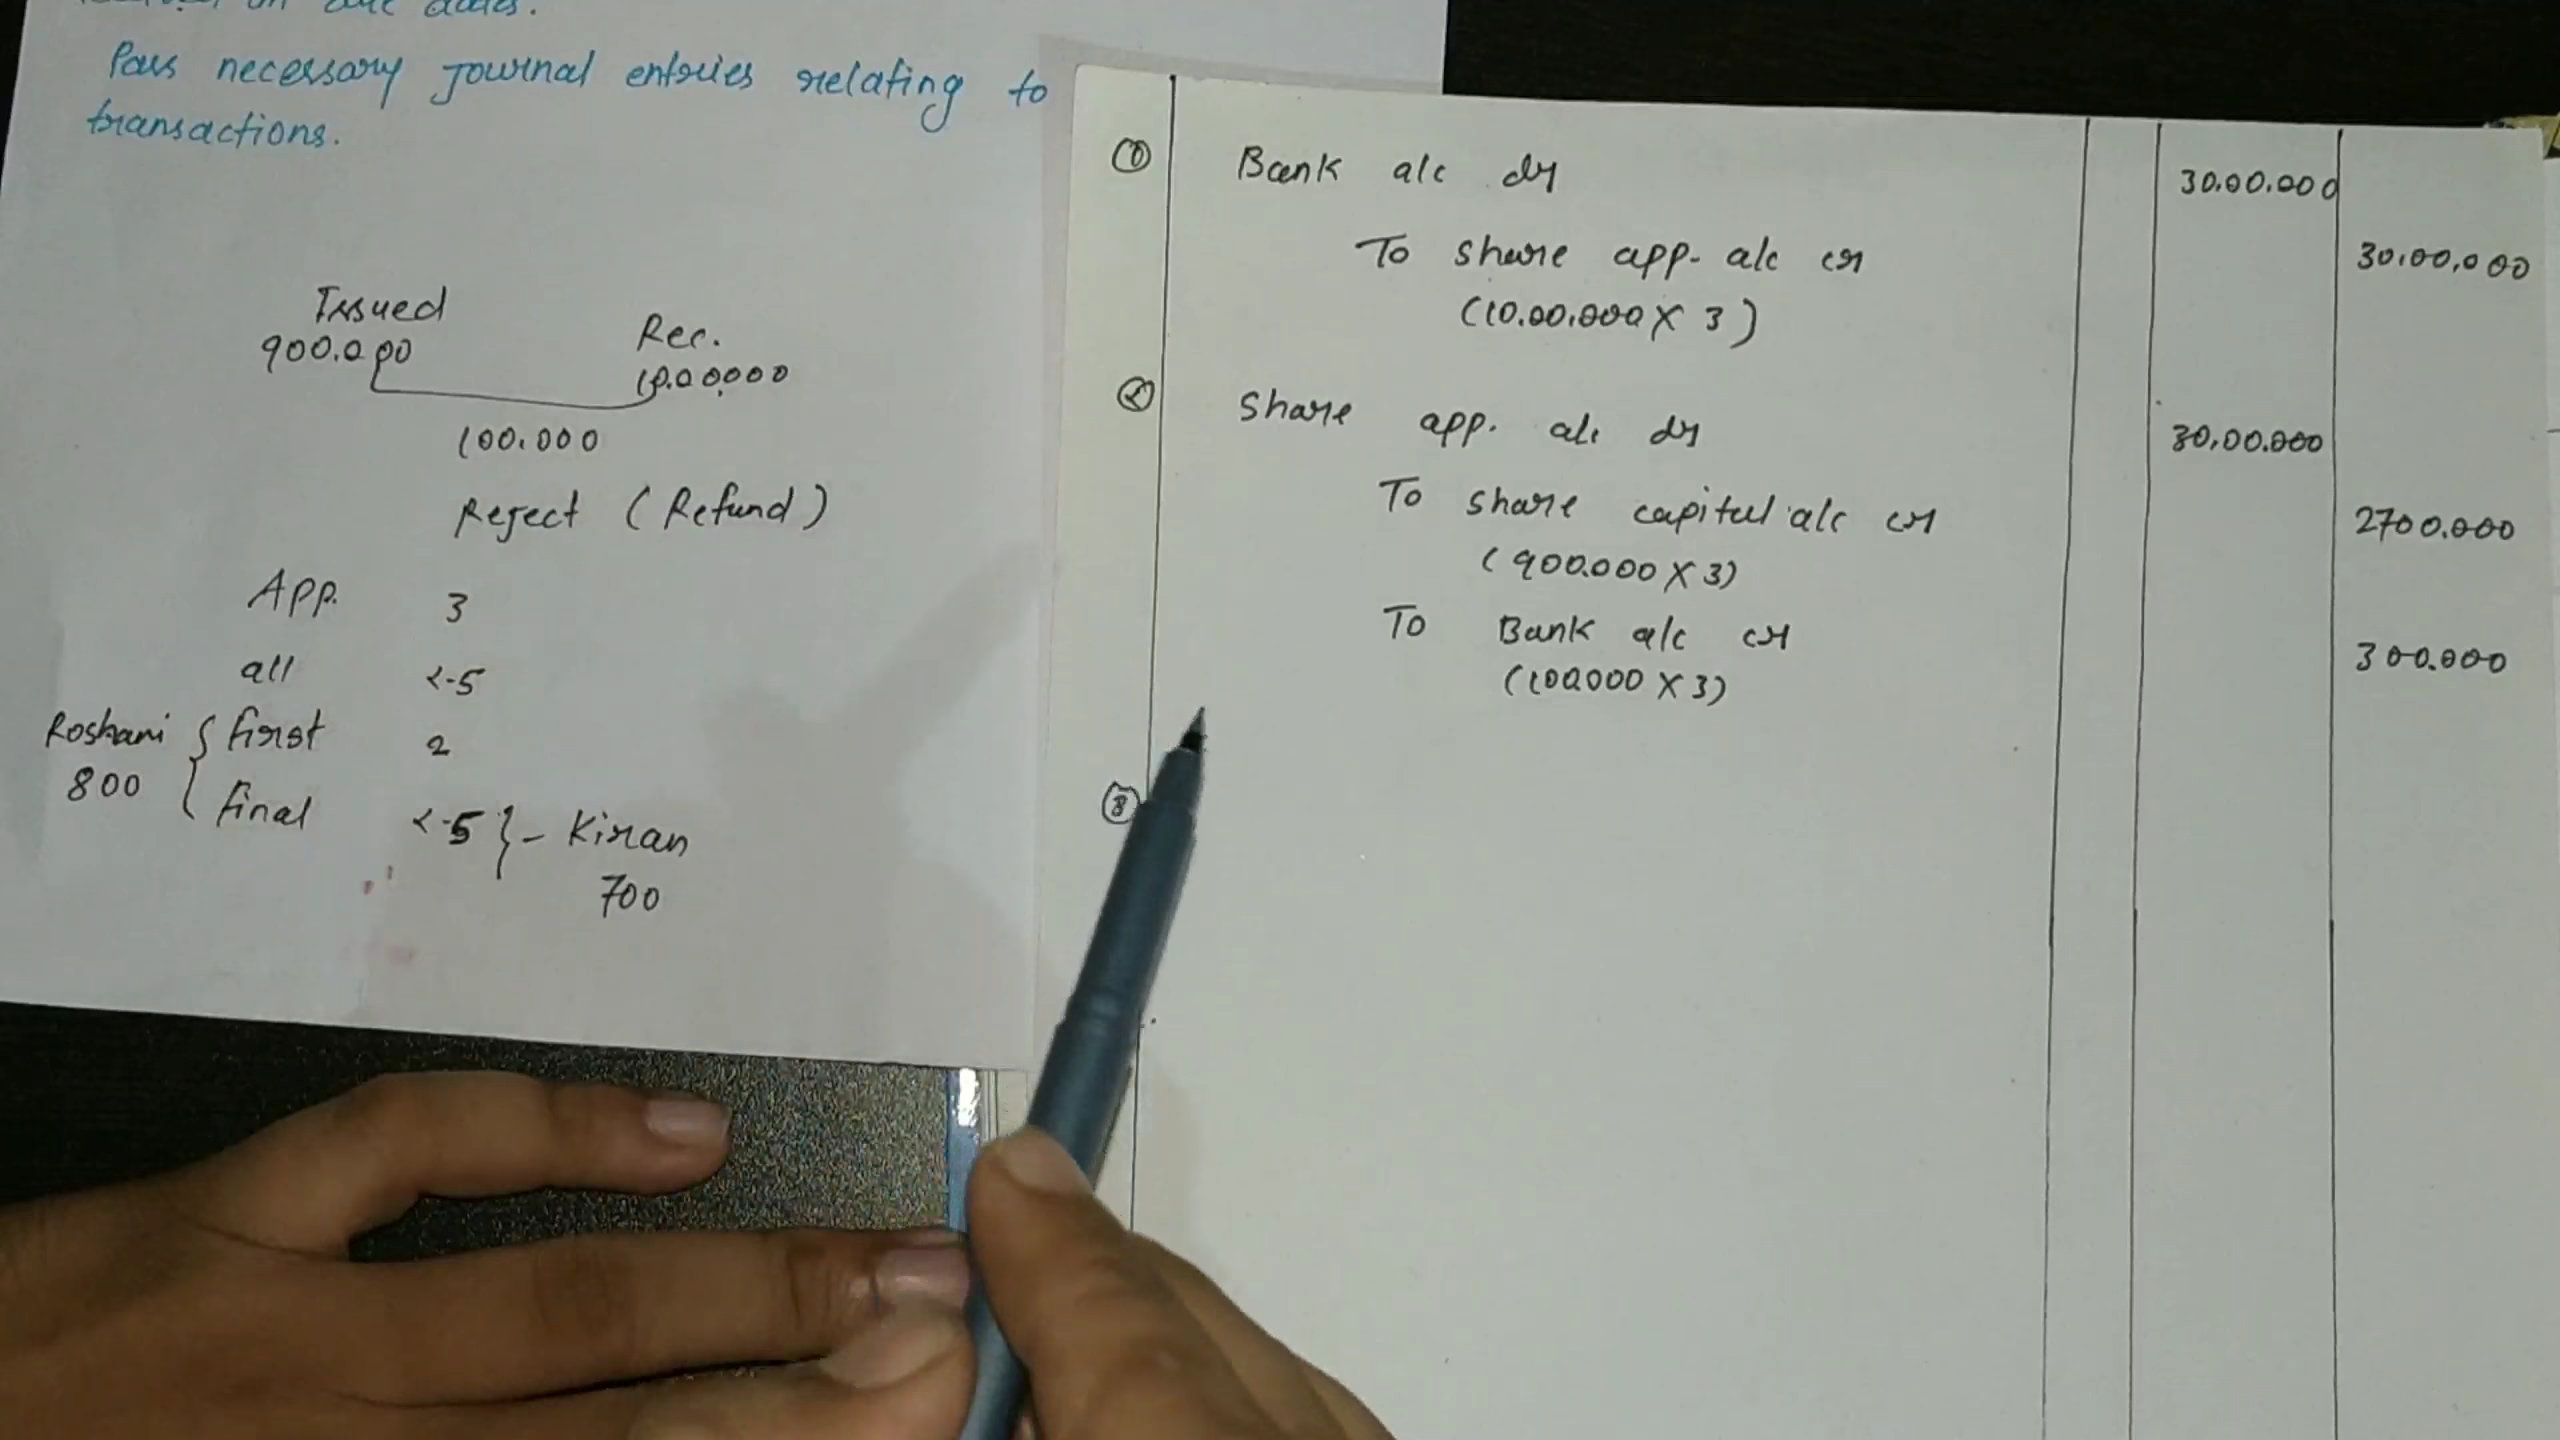 on due dates.
Pass necessary Journal entries relating to
transactions.
Issued
900.000
Rec.
10.00.000
100.000
Reject (Refund)
App. 3
all 2.5
Roshani { first 2
800 { final 2.5 } - Kiran
700
① Bank a/c dr 30.00.000
To share app. a/c cr 30,00,000
(10.00.000 X 3)
② Share app. a/c dr 30,00.000
To share capital a/c cr 2700.000
(900.000 X 3)
To Bank a/c cr 300.000
(100000 X 3)
③